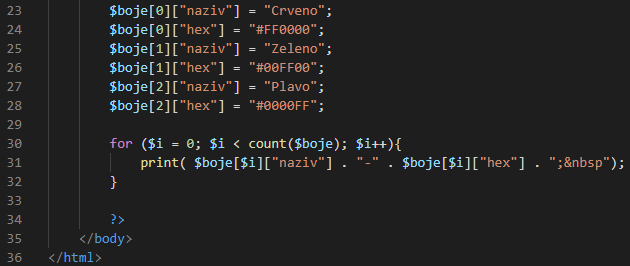 23 $boje[0]["naziv"] = "Crveno";
24 $boje[0]["hex"] = "#FF0000";
25 $boje[1]["naziv"] = "Zeleno";
26 $boje[1]["hex"] = "#00FF00";
27 $boje[2]["naziv"] = "Plavo";
28 $boje[2]["hex"] = "#0000FF";
29
30 for ($i = 0; $i < count($boje); $i++){
31 print( $boje[$i]["naziv"] . "-" . $boje[$i]["hex"] . ";&nbsp");
32 }
33
34 ?>
35 </body>
36 </html>